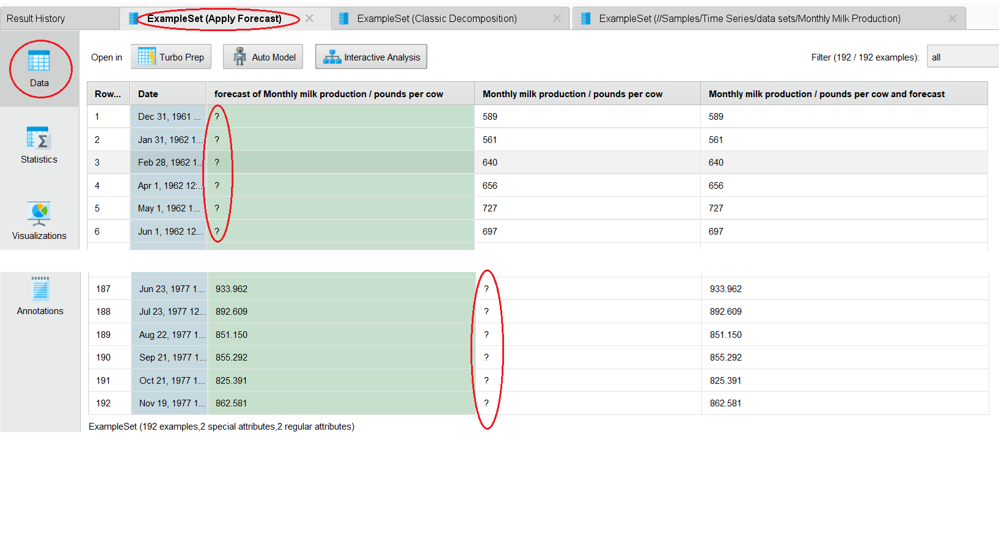 Result History
ExampleSet (Apply Forecast)
ExampleSet (Classic Decomposition)
ExampleSet (//Samples/Time Series/data sets/Monthly Milk Production)
Data
Statistics
Visualizations
Annotations
Open in
Turbo Prep
Auto Model
Interactive Analysis
Filter (192 / 192 examples):
all
Row... Date forecast of Monthly milk production / pounds per cow Monthly milk production / pounds per cow Monthly milk production / pounds per cow and forecast
1 Dec 31, 1961 ... ? 589 589
2 Jan 31, 1962 1... ? 561 561
3 Feb 28, 1962 1... ? 640 640
4 Apr 1, 1962 12:... ? 656 656
5 May 1, 1962 1... ? 727 727
6 Jun 1, 1962 12... ? 697 697
187 Jun 23, 1977 1... 933.962 ? 933.962
188 Jul 23, 1977 12... 892.609 ? 892.609
189 Aug 22, 1977 1... 851.150 ? 851.150
190 Sep 21, 1977 1... 855.292 ? 855.292
191 Oct 21, 1977 1... 825.391 ? 825.391
192 Nov 19, 1977 1... 862.581 ? 862.581
ExampleSet (192 examples,2 special attributes,2 regular attributes)